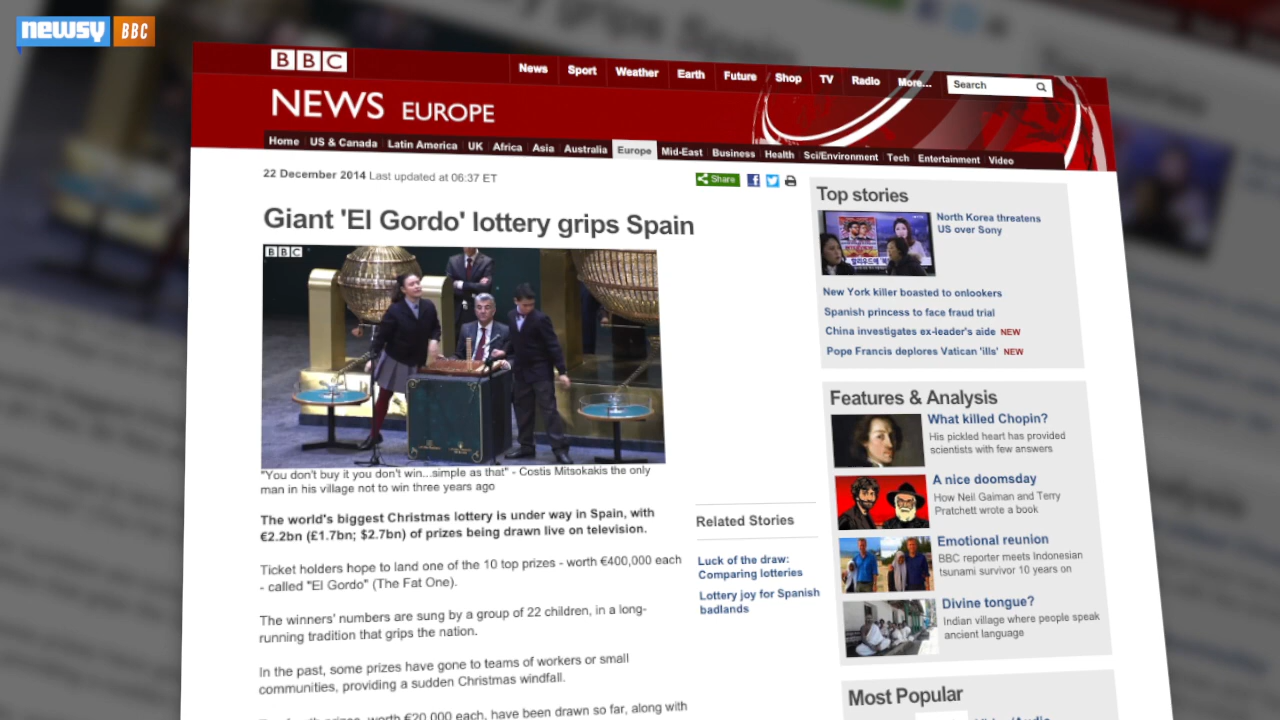 newsy BBC
BBC
News Sport Weather Earth Future Shop TV Radio More... Search
NEWS EUROPE
Home US & Canada Latin America UK Africa Asia Australia Europe Mid-East Business Health Sci/Environment Tech Entertainment Video
22 December 2014 Last updated at 06:37 ET
Share
Giant 'El Gordo' lottery grips Spain
BBC
"You don't buy it you don't win...simple as that" - Costis Mitsokakis the only
man in his village not to win three years ago
The world's biggest Christmas lottery is under way in Spain, with
€2.2bn (£1.7bn; $2.7bn) of prizes being drawn live on television.
Ticket holders hope to land one of the 10 top prizes - worth €400,000 each
- called "El Gordo" (The Fat One).
The winners' numbers are sung by a group of 22 children, in a long-
running tradition that grips the nation.
In the past, some prizes have gone to teams of workers or small
communities, providing a sudden Christmas windfall.
prizes, worth €20,000 each, have been drawn so far, along with
Related Stories
Luck of the draw:
Comparing lotteries
Lottery joy for Spanish
badlands
Top stories
North Korea threatens
US over Sony
New York killer boasted to onlookers
Spanish princess to face fraud trial
China investigates ex-leader's aide NEW
Pope Francis deplores Vatican 'ills' NEW
Features & Analysis
What killed Chopin?
His pickled heart has provided
scientists with few answers
A nice doomsday
How Neil Gaiman and Terry
Pratchett wrote a book
Emotional reunion
BBC reporter meets Indonesian
tsunami survivor 10 years on
Divine tongue?
Indian village where people speak
ancient language
Most Popular